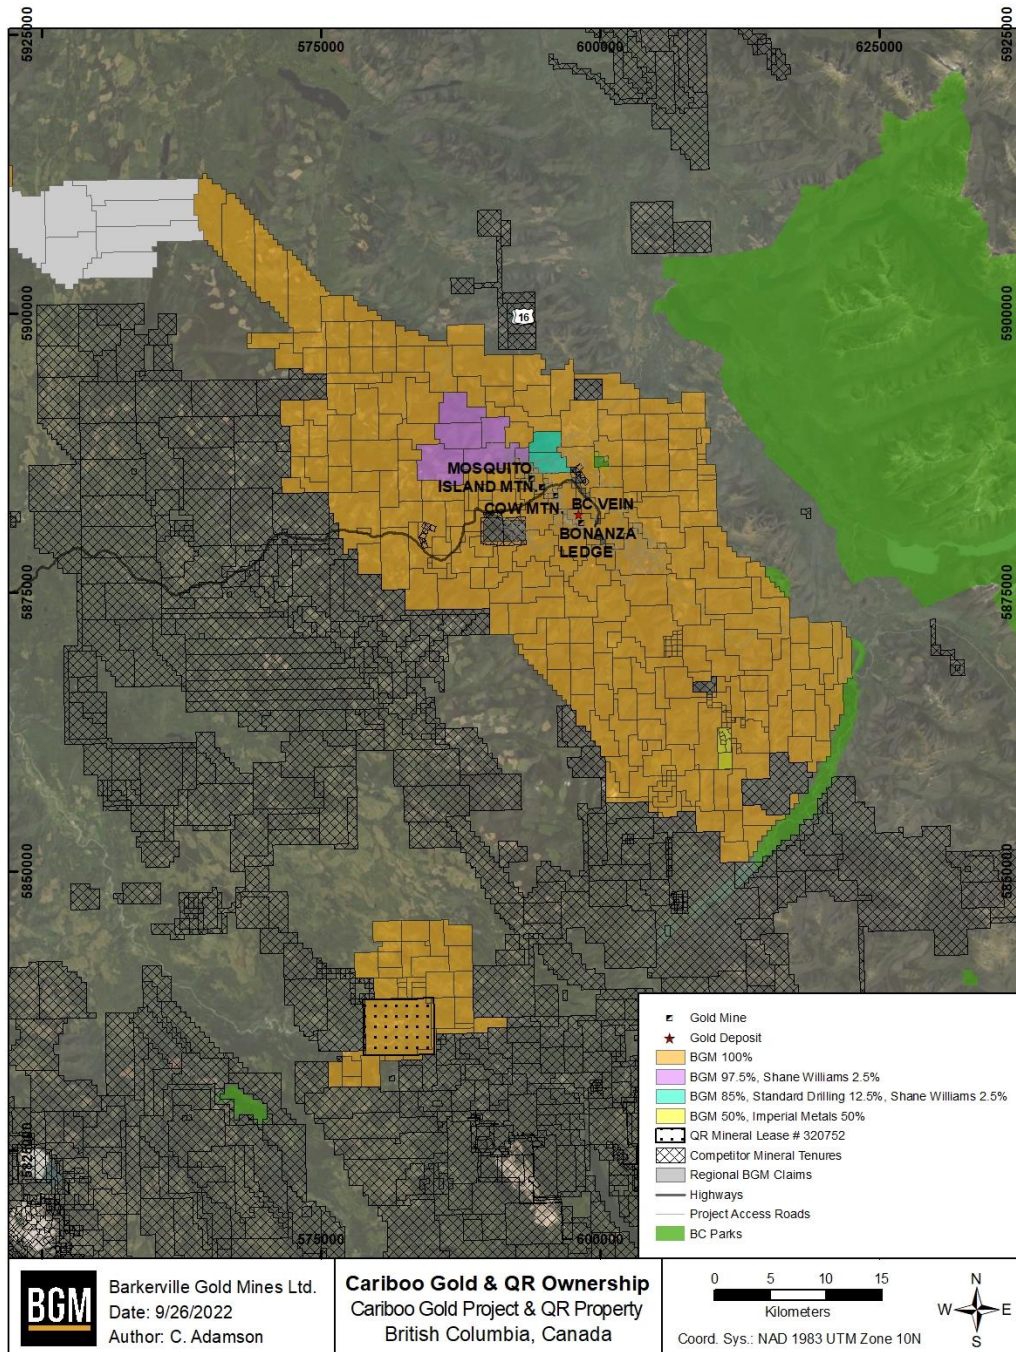 5925000
575000
600000
625000
5925000
16
5900000
5900000
MOSQUITO
ISLAND MTN.
COW MTN.
BC VEIN
BONANZA
LEDGE
5875000
5875000
5850000
5850000
5825000
575000
600000
Gold Mine
Gold Deposit
BGM 100%
BGM 97.5%, Shane Williams 2.5%
BGM 85%, Standard Drilling 12.5%, Shane Williams 2.5%
BGM 50%, Imperial Metals 50%
QR Mineral Lease # 320752
Competitor Mineral Tenures
Regional BGM Claims
Highways
Project Access Roads
BC Parks
BGM
Barkerville Gold Mines Ltd.
Date: 9/26/2022
Author: C. Adamson
Cariboo Gold & QR Ownership
Cariboo Gold Project & QR Property
British Columbia, Canada
0 5 10 15
Kilometers
Coord. Sys.: NAD 1983 UTM Zone 10N
N
W E
S